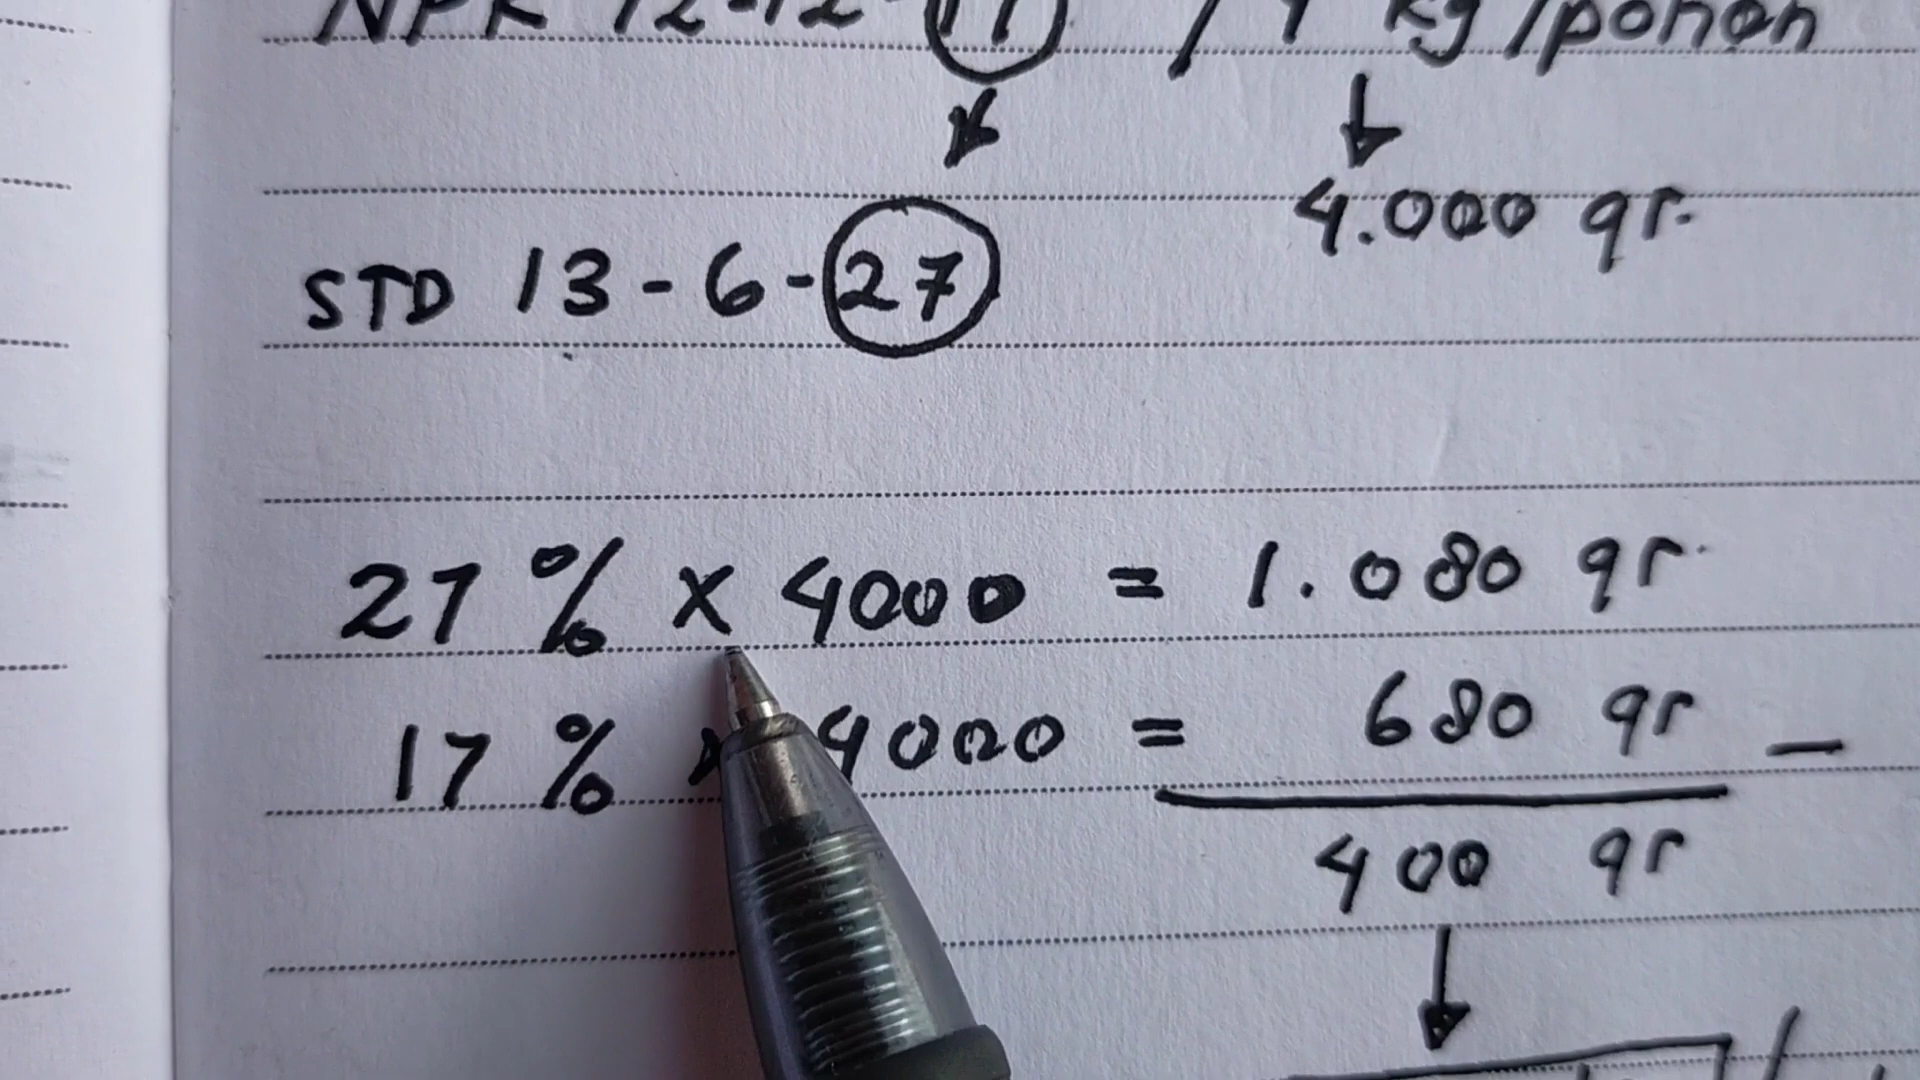 NPK 12-12-17 / 4 kg/pohon
4.000 gr.
STD 13-6-27
27 % x 4000 = 1.080 gr.
17 % x 4000 = 680 gr -
400 gr